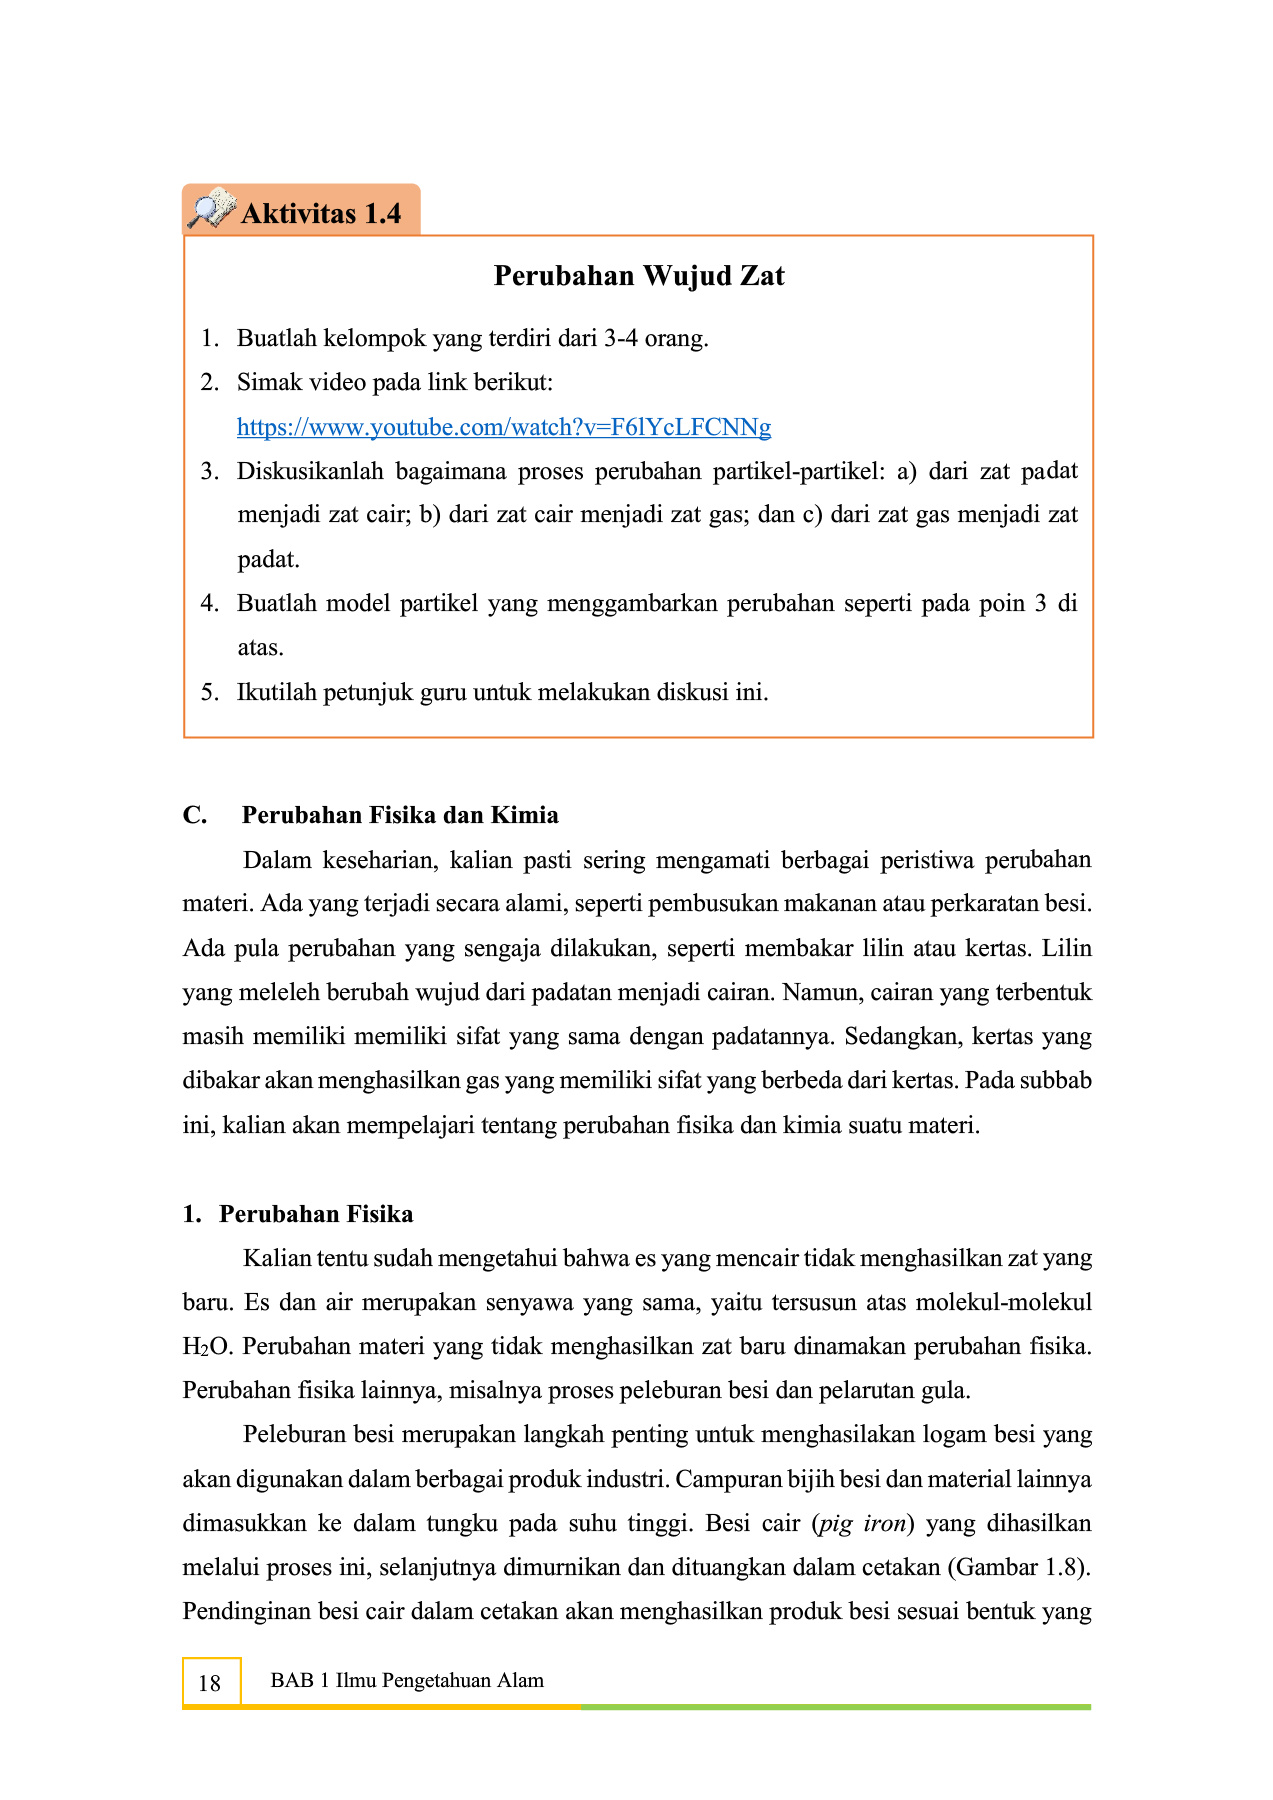 Aktivitas 1.4
Perubahan Wujud Zat
1. Buatlah kelompok yang terdiri dari 3-4 orang.
2. Simak video pada link berikut:
https://www.youtube.com/watch?v=F6lYcLFCNNg
3. Diskusikanlah bagaimana proses perubahan partikel-partikel: a) dari zat padat
menjadi zat cair; b) dari zat cair menjadi zat gas; dan c) dari zat gas menjadi zat
padat.
4. Buatlah model partikel yang menggambarkan perubahan seperti pada poin 3 di
atas.
5. Ikutilah petunjuk guru untuk melakukan diskusi ini.
C. Perubahan Fisika dan Kimia
Dalam keseharian, kalian pasti sering mengamati berbagai peristiwa perubahan
materi. Ada yang terjadi secara alami, seperti pembusukan makanan atau perkaratan besi.
Ada pula perubahan yang sengaja dilakukan, seperti membakar lilin atau kertas. Lilin
yang meleleh berubah wujud dari padatan menjadi cairan. Namun, cairan yang terbentuk
masih memiliki memiliki sifat yang sama dengan padatannya. Sedangkan, kertas yang
dibakar akan menghasilkan gas yang memiliki sifat yang berbeda dari kertas. Pada subbab
ini, kalian akan mempelajari tentang perubahan fisika dan kimia suatu materi.
1. Perubahan Fisika
Kalian tentu sudah mengetahui bahwa es yang mencair tidak menghasilkan zat yang
baru. Es dan air merupakan senyawa yang sama, yaitu tersusun atas molekul-molekul
H₂O. Perubahan materi yang tidak menghasilkan zat baru dinamakan perubahan fisika.
Perubahan fisika lainnya, misalnya proses peleburan besi dan pelarutan gula.
Peleburan besi merupakan langkah penting untuk menghasilakan logam besi yang
akan digunakan dalam berbagai produk industri. Campuran bijih besi dan material lainnya
dimasukkan ke dalam tungku pada suhu tinggi. Besi cair (pig iron) yang dihasilkan
melalui proses ini, selanjutnya dimurnikan dan dituangkan dalam cetakan (Gambar 1.8).
Pendinginan besi cair dalam cetakan akan menghasilkan produk besi sesuai bentuk yang
18 BAB 1 Ilmu Pengetahuan Alam